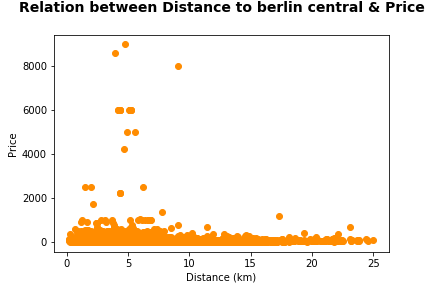 Relation between Distance to berlin central & Price
Price
8000
6000
4000
2000
0
0 5 10 15 20 25
Distance (km)